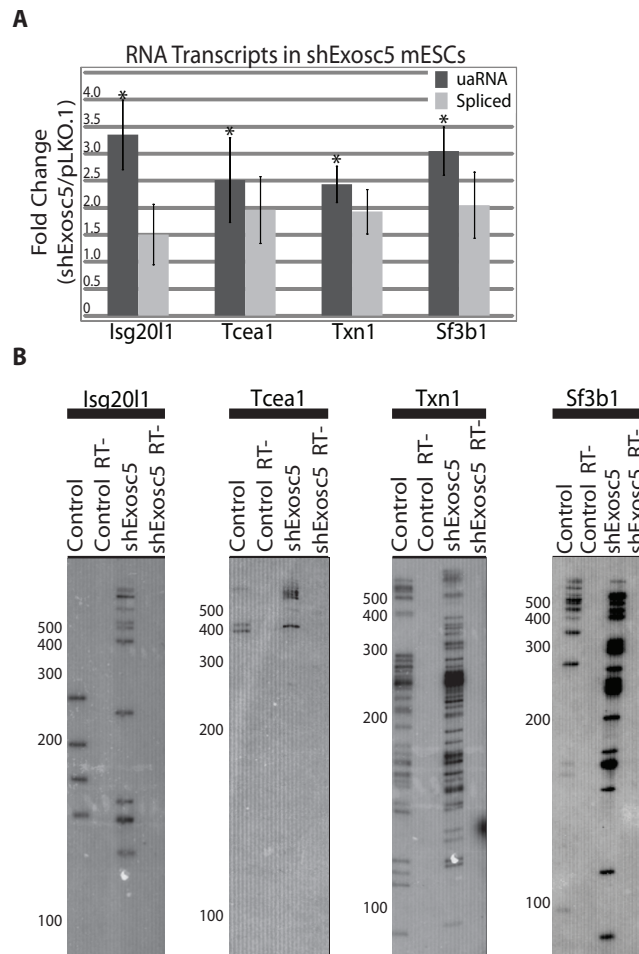 A
RNA Transcripts in shExosc5 mESCs
uaRNA
Spliced
Fold Change
(shExosc5/pLKO.1)
4.0
3.5
3.0
2.5
2.0
1.5
1.0
0.5
0
* * * *
Isg20l1 Tcea1 Txn1 Sf3b1
B
Isg20l1 Tcea1 Txn1 Sf3b1
Control
Control RT-
shExosc5
shExosc5 RT-
Control
Control RT-
shExosc5
shExosc5 RT-
Control
Control RT-
shExosc5
shExosc5 RT-
Control
Control RT-
shExosc5
shExosc5 RT-
500
400
300
200
100
500
400
300
200
100
500
400
300
200
100
500
400
300
200
100